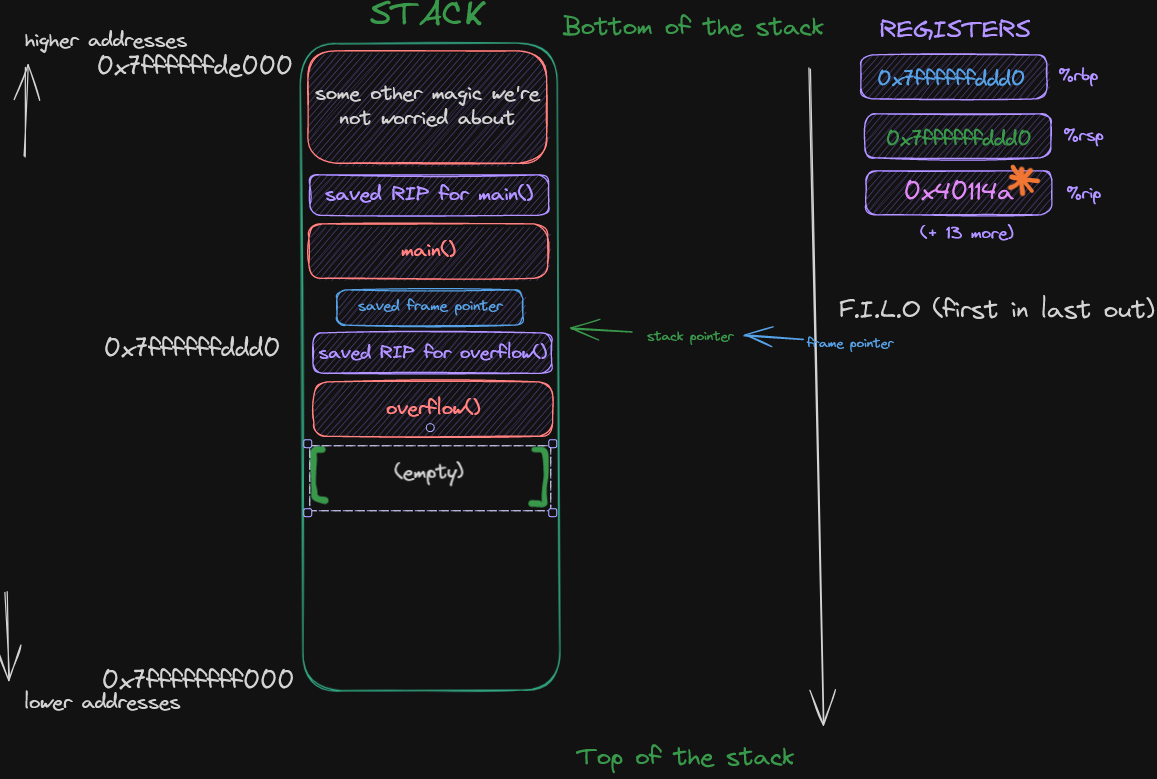 STACK
Bottom of the stack
REGISTERS
higher addresses
0x7ffffffde000
0x7ffffffddd0
%rbp
some other magic we're
not worried about
0x7ffffffddd0
%rsp
0x40114a
%rip
(+ 13 more)
saved RIP for main()
main()
saved frame pointer
F.I.L.O (first in last out)
stack pointer
frame pointer
0x7ffffffddd0
saved RIP for overflow()
overflow()
(empty)
0x7ffffffff000
lower addresses
Top of the stack